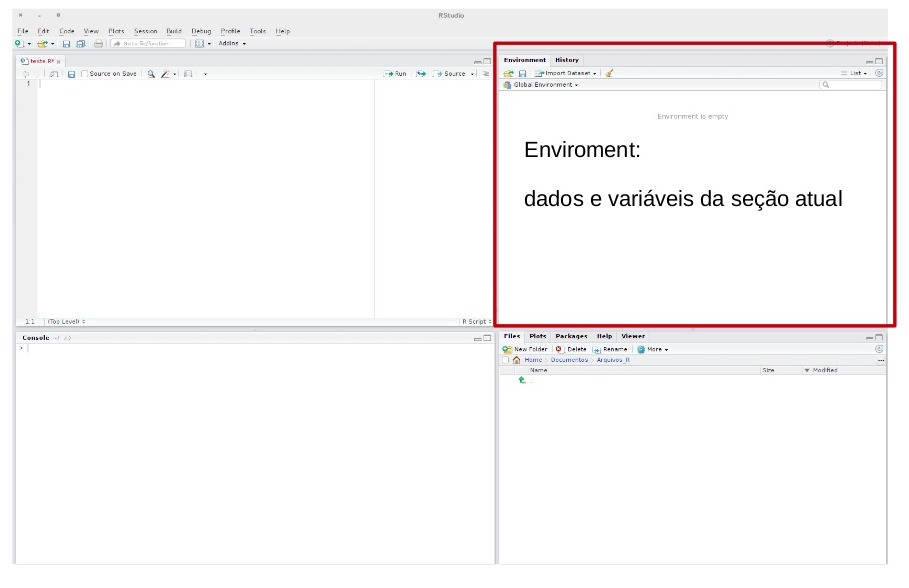 RStudio
File Edit Code View Plots Session Build Debug Profile Tools Help
Go to file/function Addins
teste.R*
Source on Save Run Source
1
1:1 (Top Level) R Script
Console ~/
>
Environment History
Import Dataset List
Global Environment
Environment is empty
Enviroment:
dados e variáveis da seção atual
Files Plots Packages Help Viewer
New Folder Delete Rename More
Home Documentos Arquivos_R
Name Size Modified
..